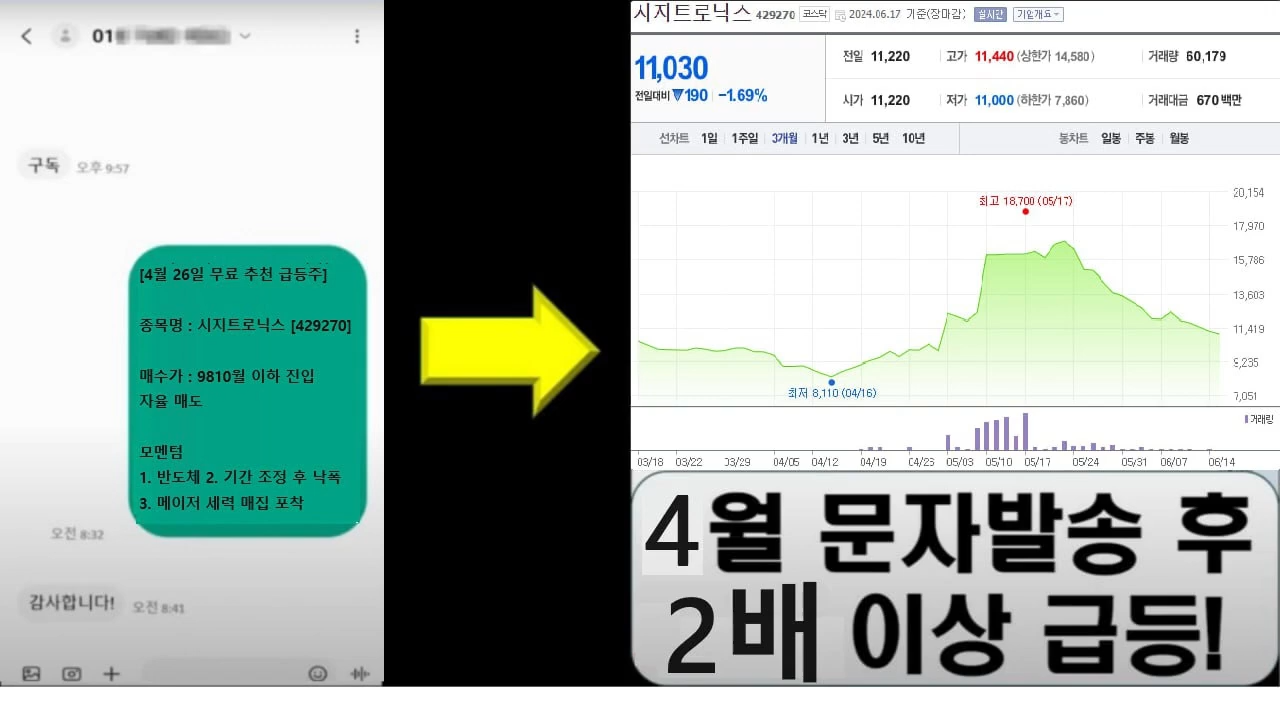 01
구독
오후 9:57
[4월 26일 무료 추천 급등주]
종목명 : 시지트로닉스 [429270]
매수가 : 9810월 이하 진입
자율 매도
모멘텀
1. 반도체 2. 기간 조정 후 낙폭
3. 메이저 세력 매집 포착
오전 8:32
감사합니다!
오전 8:41
시지트로닉스 429270 코스닥 2024.06.17 기준(장마감) 실시간 기업개요
11,030
전일대비 ▼190 -1.69%
전일 11,220 고가 11,440 (상한가 14,580) 거래량 60,179
시가 11,220 저가 11,000 (하한가 7,860) 거래대금 670 백만
선차트 1일 1주일 3개월 1년 3년 5년 10년 봉차트 일봉 주봉 월봉
최고 18,700 (05/17)
최저 8,110 (04/16)
20,154
17,970
15,786
13,603
11,419
9,235
7,051
거래량
03/18 03/22 03/29 04/05 04/12 04/19 04/26 05/03 05/10 05/17 05/24 05/31 06/07 06/14
4월 문자발송 후
2배 이상 급등!